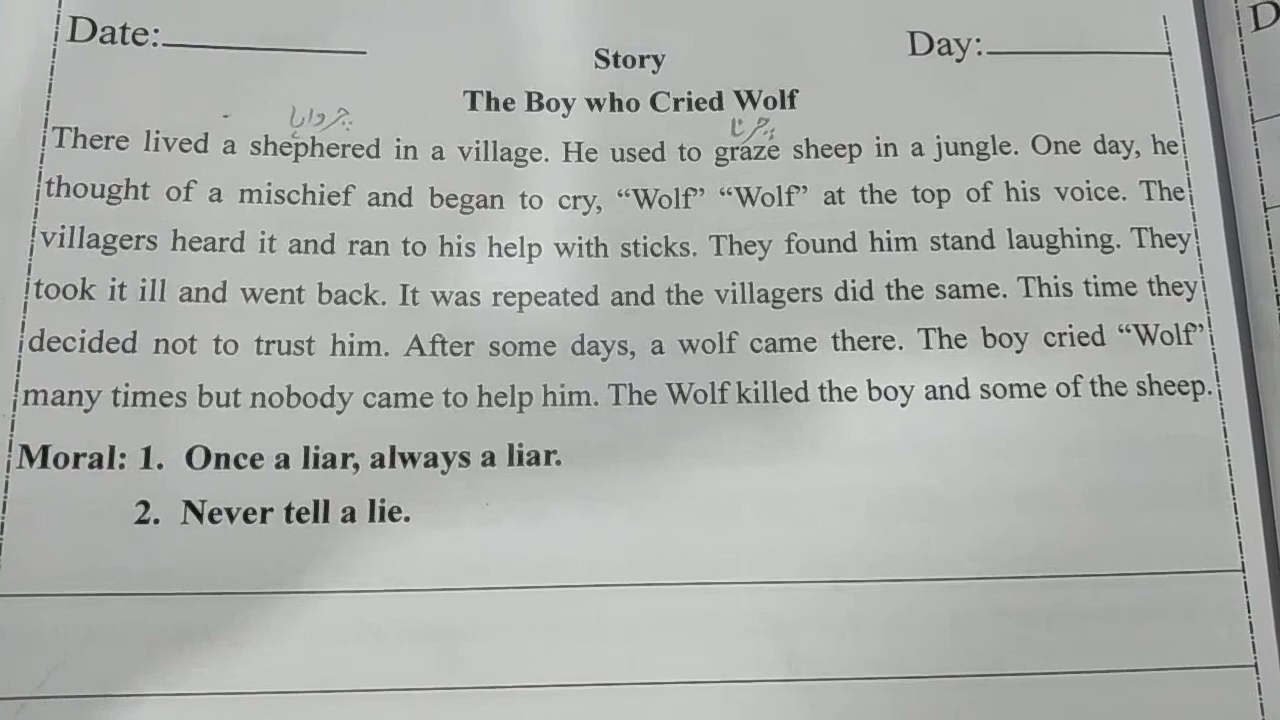 Date:
Day:
D
Story
The Boy who Cried Wolf
چرواہا
چرنا
There lived a shephered in a village. He used to graze sheep in a jungle. One day, he
thought of a mischief and began to cry, “Wolf” “Wolf” at the top of his voice. The
villagers heard it and ran to his help with sticks. They found him stand laughing. They
took it ill and went back. It was repeated and the villagers did the same. This time they
decided not to trust him. After some days, a wolf came there. The boy cried “Wolf”
many times but nobody came to help him. The Wolf killed the boy and some of the sheep.
Moral: 1. Once a liar, always a liar.
2. Never tell a lie.